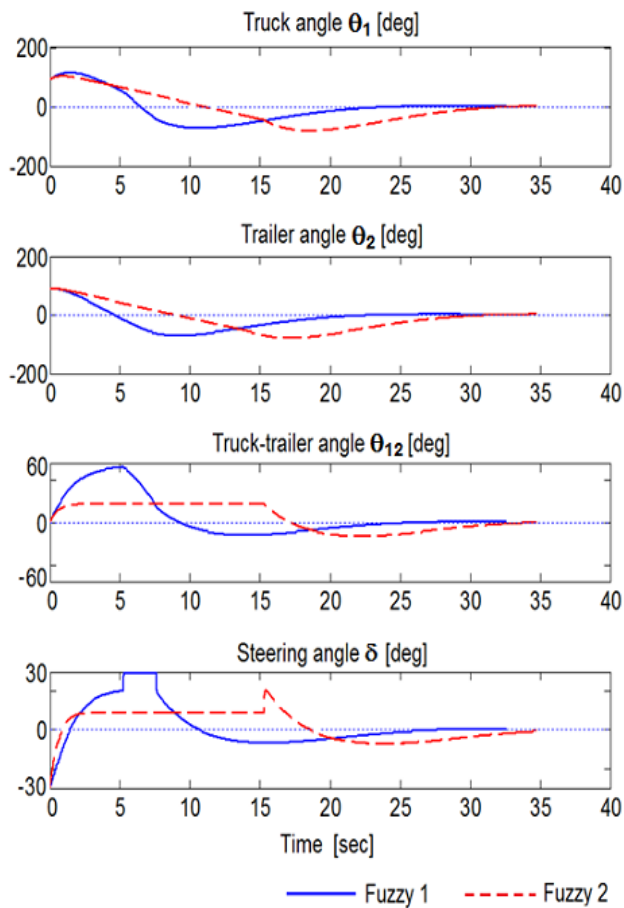 Truck angle θ1 [deg]
200
0
-200
0 5 10 15 20 25 30 35 40
Trailer angle θ2 [deg]
200
0
-200
0 5 10 15 20 25 30 35 40
Truck-trailer angle θ12 [deg]
60
0
-60
0 5 10 15 20 25 30 35 40
Steering angle δ [deg]
30
0
-30
0 5 10 15 20 25 30 35 40
Time [sec]
Fuzzy 1 Fuzzy 2